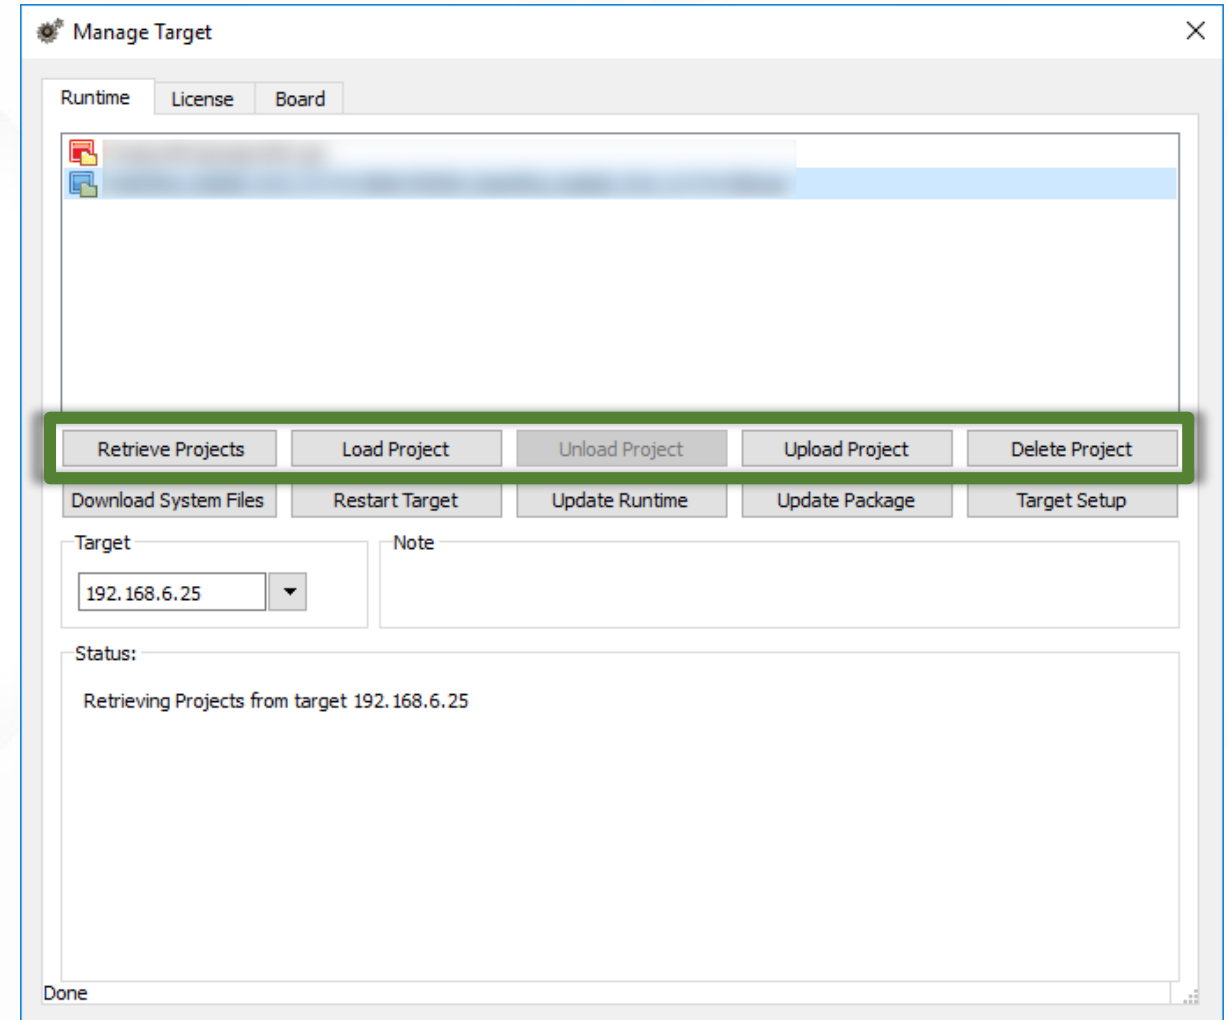 Manage Target
Runtime License Board
Retrieve Projects Load Project Unload Project Upload Project Delete Project
Download System Files Restart Target Update Runtime Update Package Target Setup
Target Note
192.168.6.25
Status:
Retrieving Projects from target 192.168.6.25
Done